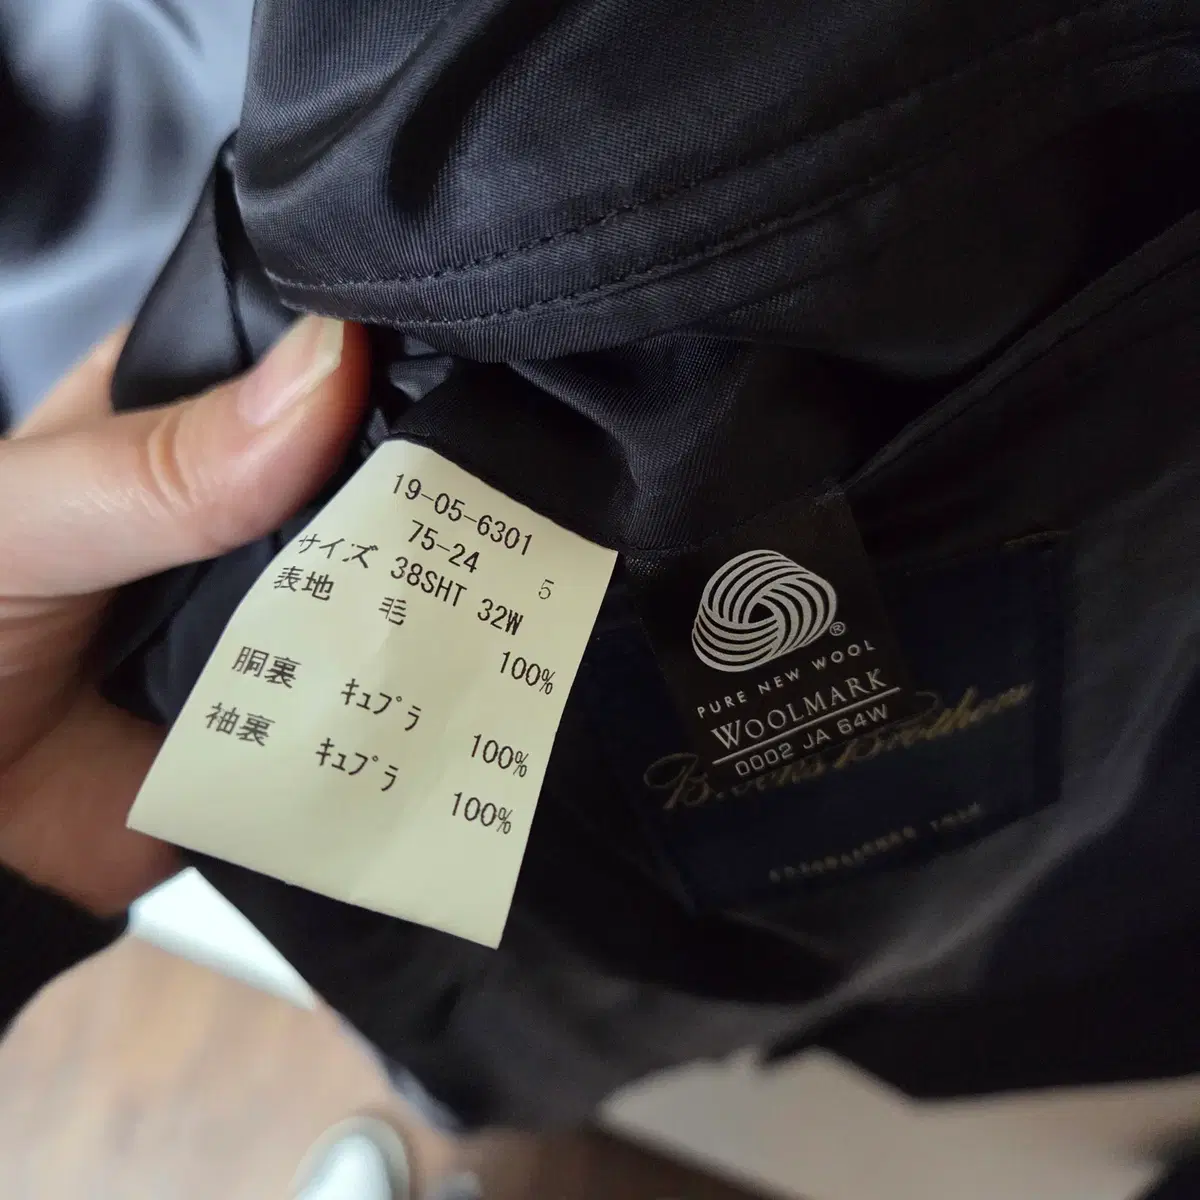 19-05-6301
75-24 5
サイズ 38SHT 32W
表地 毛
100%
胴裏 ｷｭﾌﾟﾗ
100%
袖裏 ｷｭﾌﾟﾗ
100%
PURE NEW WOOL
WOOLMARK
0002 JA 64W
Brooks Brothers